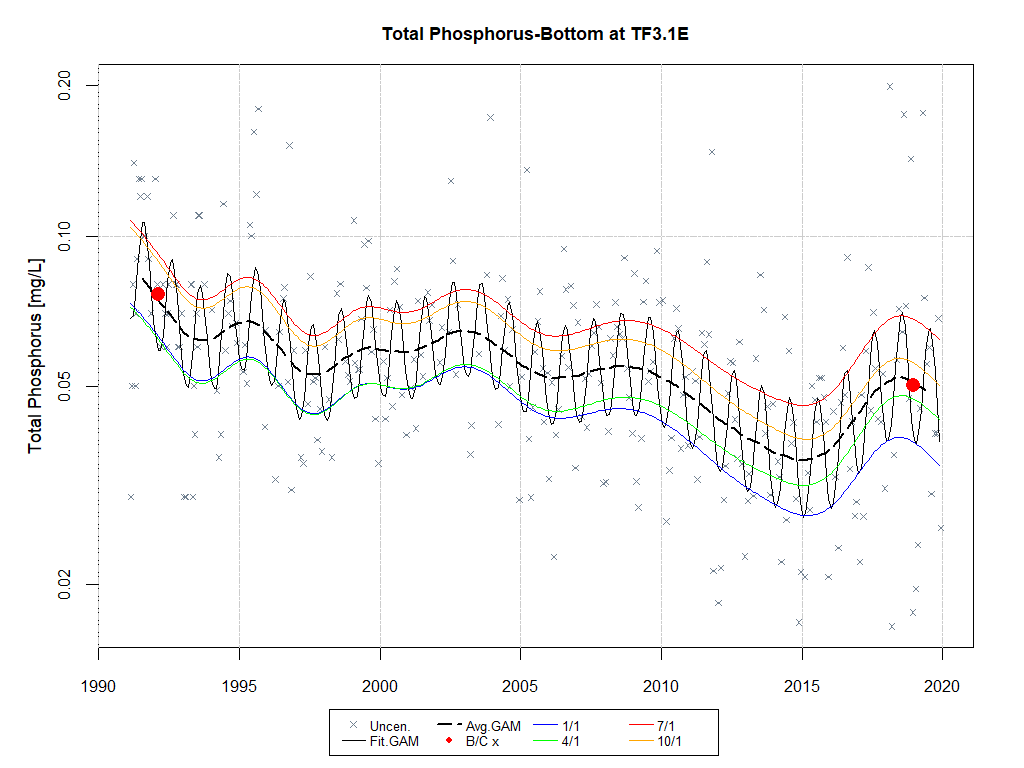 Total Phosphorus-Bottom at TF3.1E
Total Phosphorus [mg/L]
0.20
0.10
0.05
0.02
1990 1995 2000 2005 2010 2015 2020
Uncen. Avg.GAM 1/1 7/1
Fit.GAM B/C x 4/1 10/1